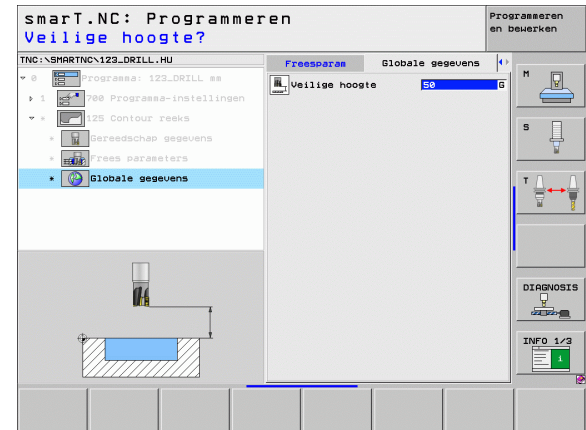 smarT.NC: Programmeren
Veilige hoogte?
Programmeren
en bewerken
TNC:\SMARTNC\123_DRILL.HU
0 Programma: 123_DRILL mm
1 700 Programma-instellingen
* 125 Contour reeks
* Gereedschap gegevens
* Frees parameters
* Globale gegevens
Freesparam Globale gegevens
Veilige hoogte 50 G
M
S
T
DIAGNOSIS
INFO 1/3
1